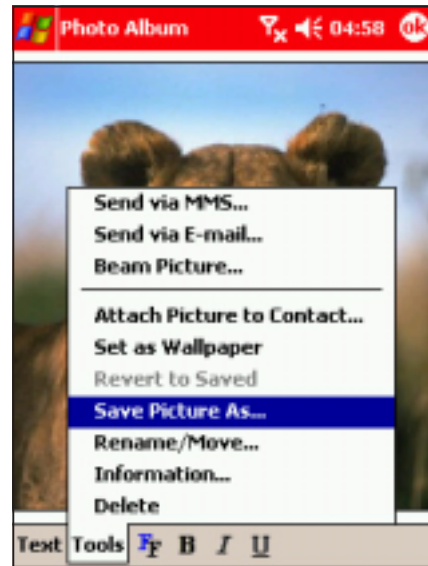 Photo Album 04:58 ok
Send via MMS...
Send via E-mail...
Beam Picture...
Attach Picture to Contact...
Set as Wallpaper
Revert to Saved
Save Picture As...
Rename/Move...
Information...
Delete
Text Tools FF B I U